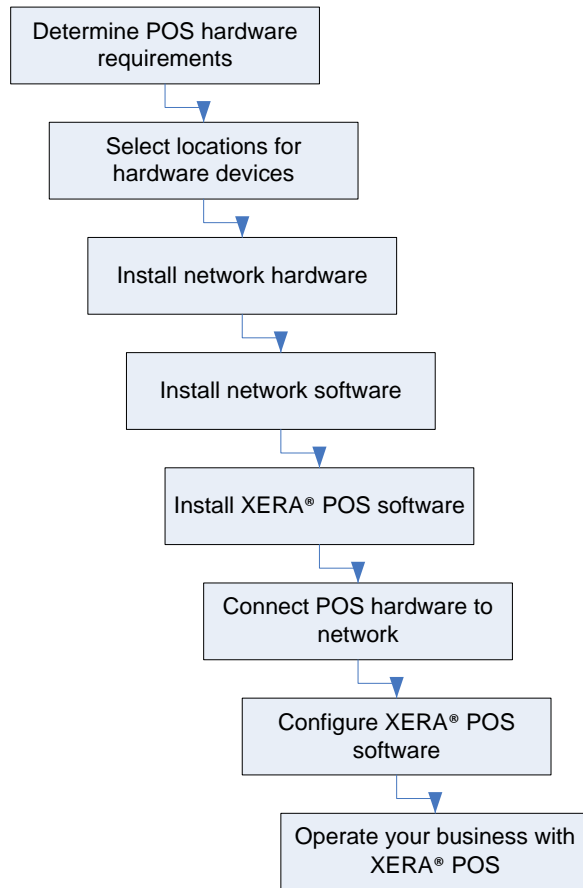 Determine POS hardware
requirements
Select locations for
hardware devices
Install network hardware
Install network software
Install XERA® POS software
Connect POS hardware to
network
Configure XERA® POS
software
Operate your business with
XERA® POS